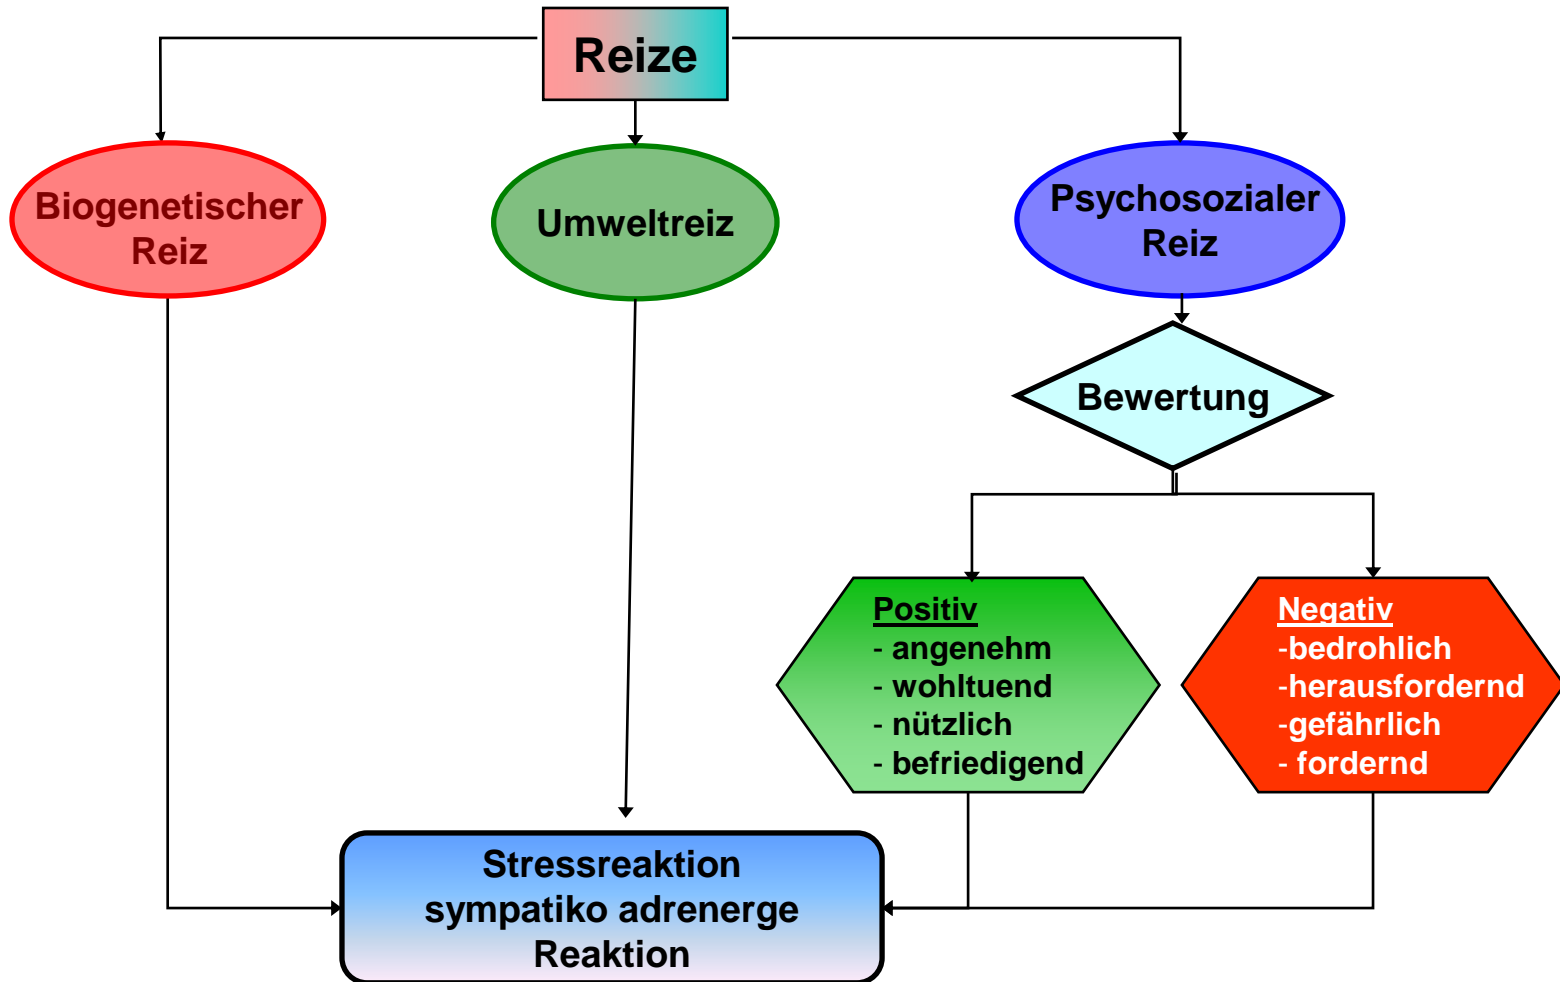 Reize
Biogenetischer
Reiz
Umweltreiz
Psychosozialer
Reiz
Bewertung
Positiv
- angenehm
- wohltuend
- nützlich
- befriedigend
Negativ
-bedrohlich
-herausfordernd
-gefährlich
- fordernd
Stressreaktion
sympatiko adrenerge
Reaktion